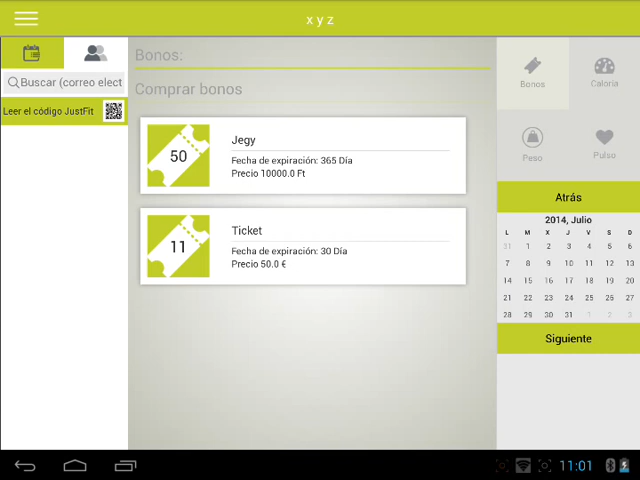 x y z
Buscar (correo elect
Leer el código JustFit
Bonos:
Comprar bonos
50
Jegy
Fecha de expiración: 365 Día
Precio 10000.0 Ft
11
Ticket
Fecha de expiración: 30 Día
Precio 50.0 €
Bonos
Caloría
Peso
Pulso
Atrás
2014, Julio
L M X J V S D
31 1 2 3 4 5 6
7 8 9 10 11 12 13
14 15 16 17 18 19 20
21 22 23 24 25 26 27
28 29 30 31 1 2 3
Siguiente
11:01